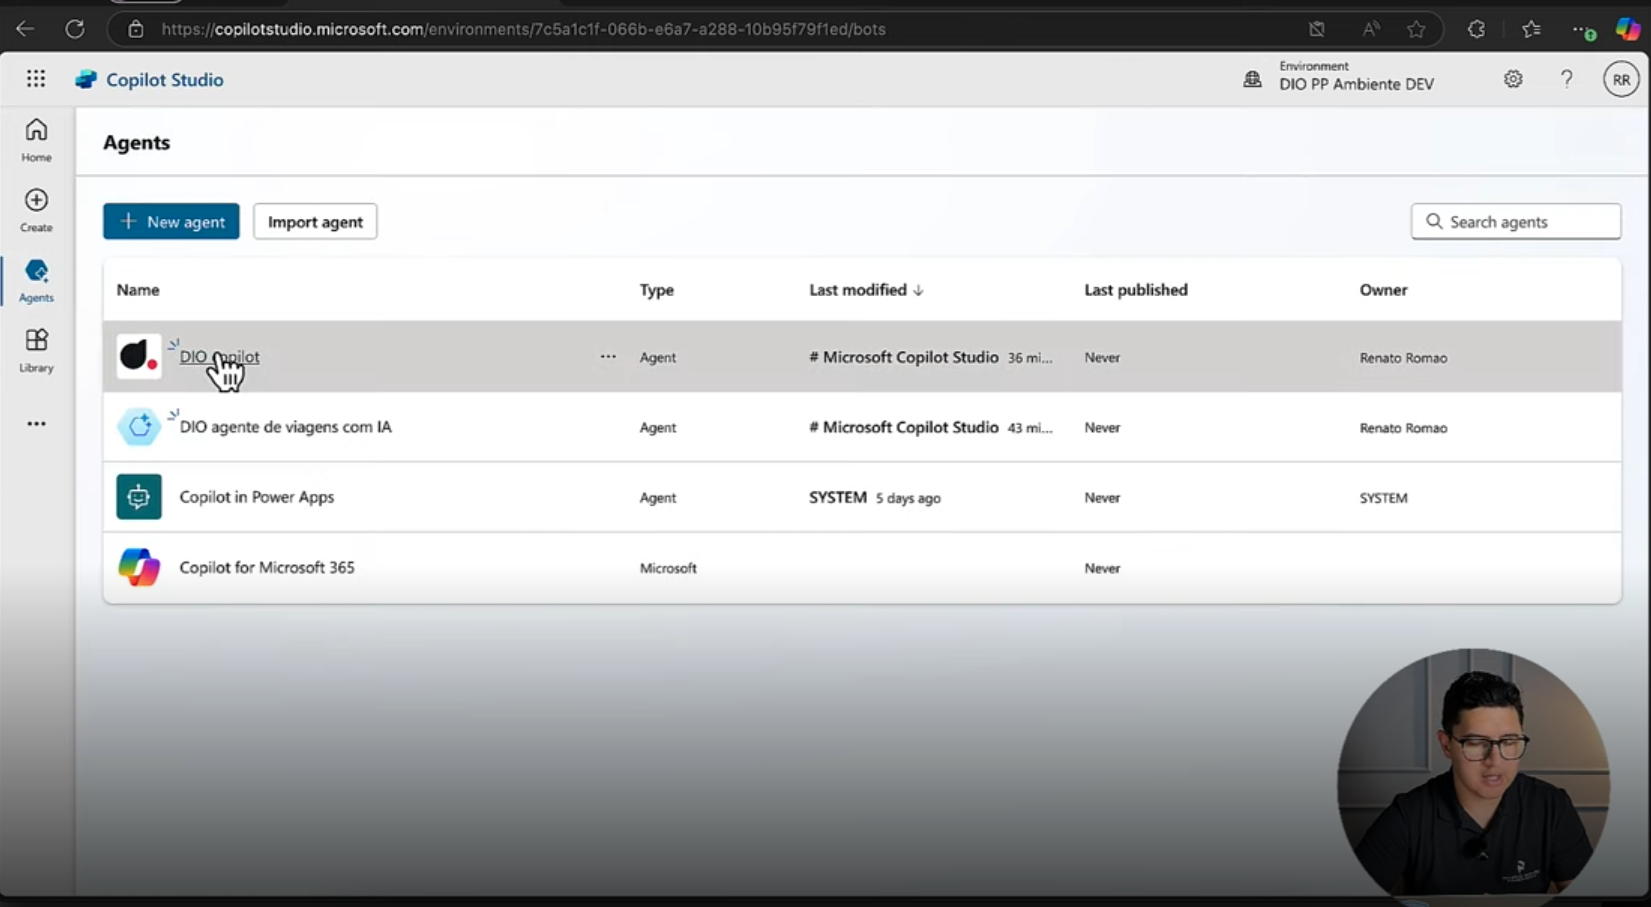 https://copilotstudio.microsoft.com/environments/7c5a1c1f-066b-e6a7-a288-10b95f79f1ed/bots
Copilot Studio
Environment
DIO PP Ambiente DEV
RR
Home
Create
Agents
Library
Agents
New agent
Import agent
Search agents
Name Type Last modified Last published Owner
DIO copilot Agent # Microsoft Copilot Studio 36 mi... Never Renato Romao
DIO agente de viagens com IA Agent # Microsoft Copilot Studio 43 mi... Never Renato Romao
Copilot in Power Apps Agent SYSTEM 5 days ago Never SYSTEM
Copilot for Microsoft 365 Microsoft Never